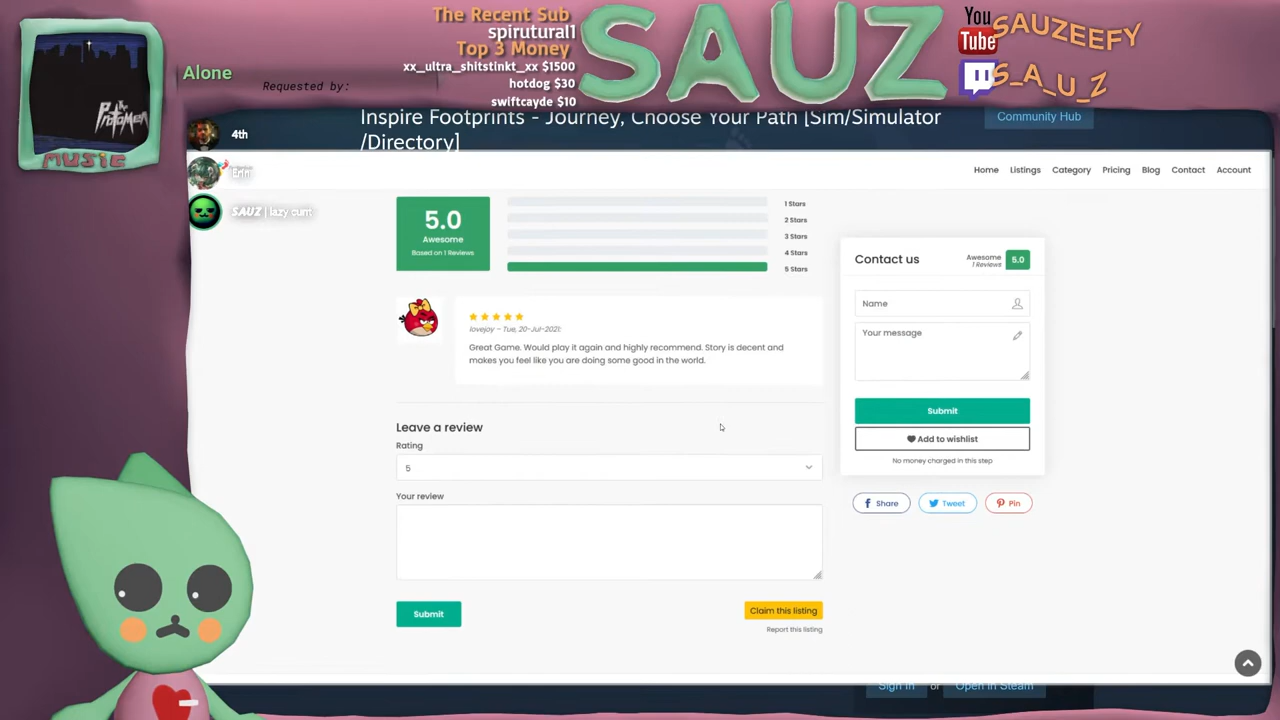 The Recent Sub
spirutural1
Top 3 Money
xx_ultra_shitstinkt_xx $1500
hotdog $30
swiftcayde $10
SAUZ
You
Tube
SAUZEEFY
S_A_U_Z
Alone
Requested by:
The Protomen
MUSIC
4th
Erin
SAUZ | lazy cunt
Inspire Footprints - Journey, Choose Your Path [Sim/Simulator
/Directory]
Community Hub
Home Listings Category Pricing Blog Contact Account
5.0
Awesome
Based on 1 Reviews
1 Stars
2 Stars
3 Stars
4 Stars
5 Stars
lovejoy - Tue, 20-Jul-2021:
Great Game. Would play it again and highly recommend. Story is decent and
makes you feel like you are doing some good in the world.
Leave a review
Rating
5
Your review
Submit
Claim this listing
Report this listing
Contact us
Awesome
1 Reviews
5.0
Name
Your message
Submit
Add to wishlist
No money charged in this step
Share Tweet Pin
Sign In or Open in Steam